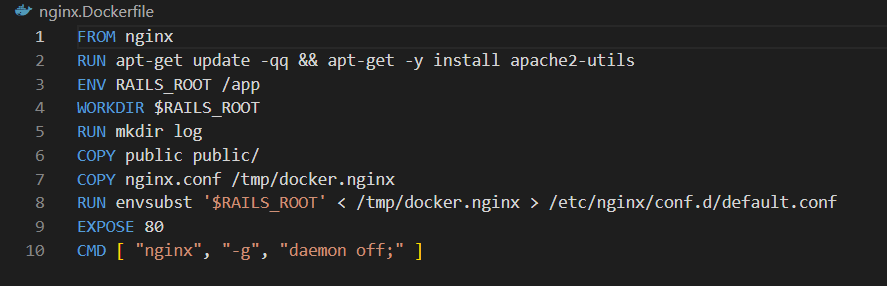 nginx.Dockerfile
1 FROM nginx
2 RUN apt-get update -qq && apt-get -y install apache2-utils
3 ENV RAILS_ROOT /app
4 WORKDIR $RAILS_ROOT
5 RUN mkdir log
6 COPY public public/
7 COPY nginx.conf /tmp/docker.nginx
8 RUN envsubst '$RAILS_ROOT' < /tmp/docker.nginx > /etc/nginx/conf.d/default.conf
9 EXPOSE 80
10 CMD [ "nginx", "-g", "daemon off;" ]